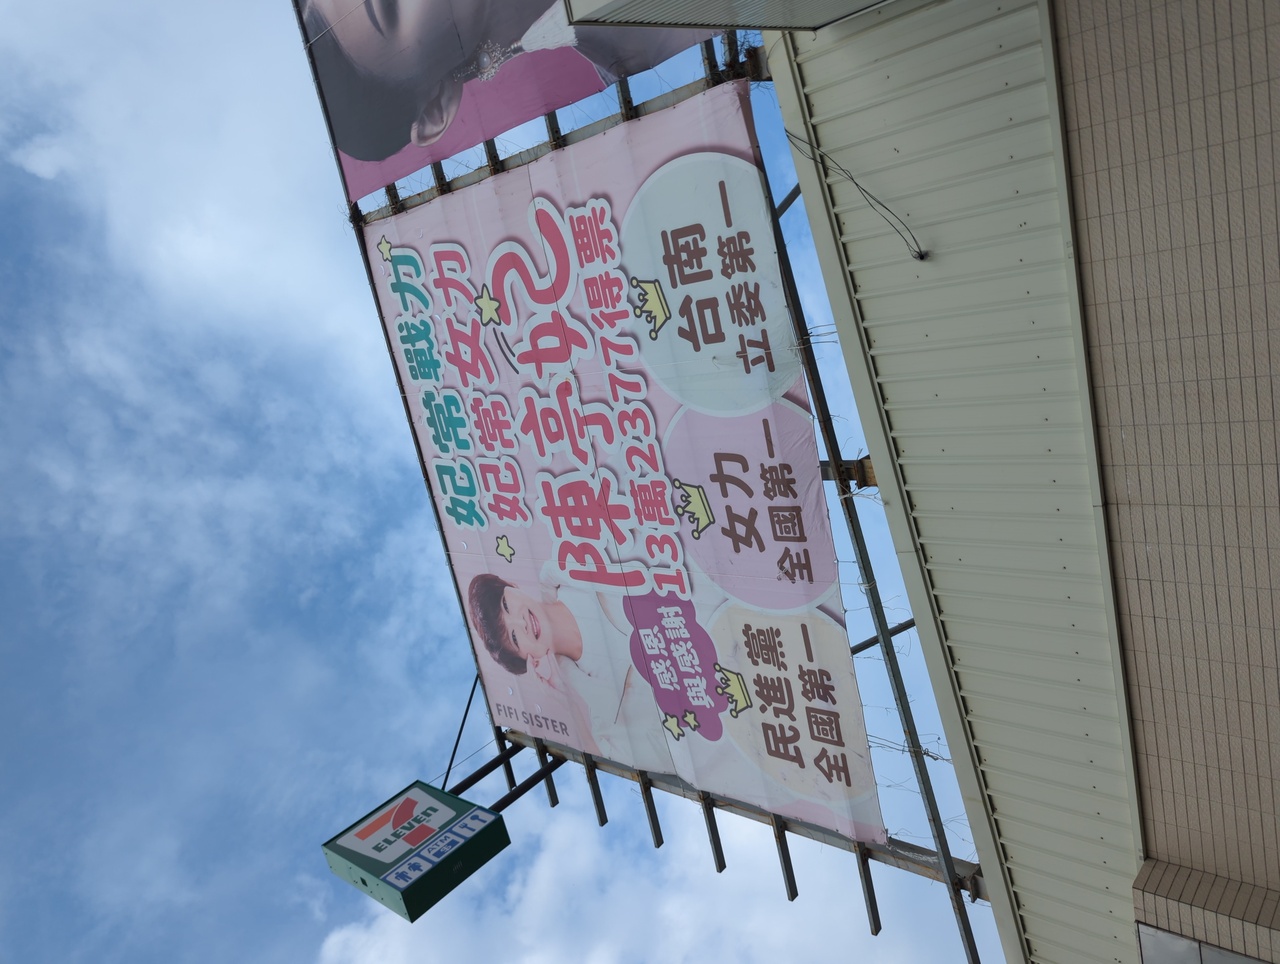 7
ELEVEN
ATM
FIFI SISTER
妃常戰力
妃常女力
陳亭妃
13萬2377得票
感恩
與感謝
民進黨
全國第一
女力
全國第一
台南
立委第一